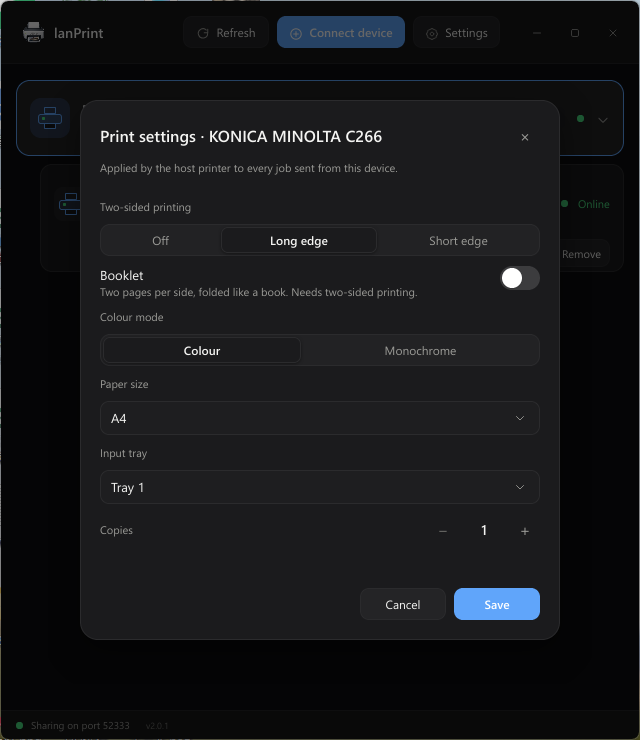 lanPrint
Refresh
Connect device
Settings
Print settings · KONICA MINOLTA C266
Applied by the host printer to every job sent from this device.
Two-sided printing
Off
Long edge
Short edge
Online
Booklet
Two pages per side, folded like a book. Needs two-sided printing.
Remove
Colour mode
Colour
Monochrome
Paper size
A4
Input tray
Tray 1
Copies
− 1 +
Cancel
Save
Sharing on port 52333
v2.0.1